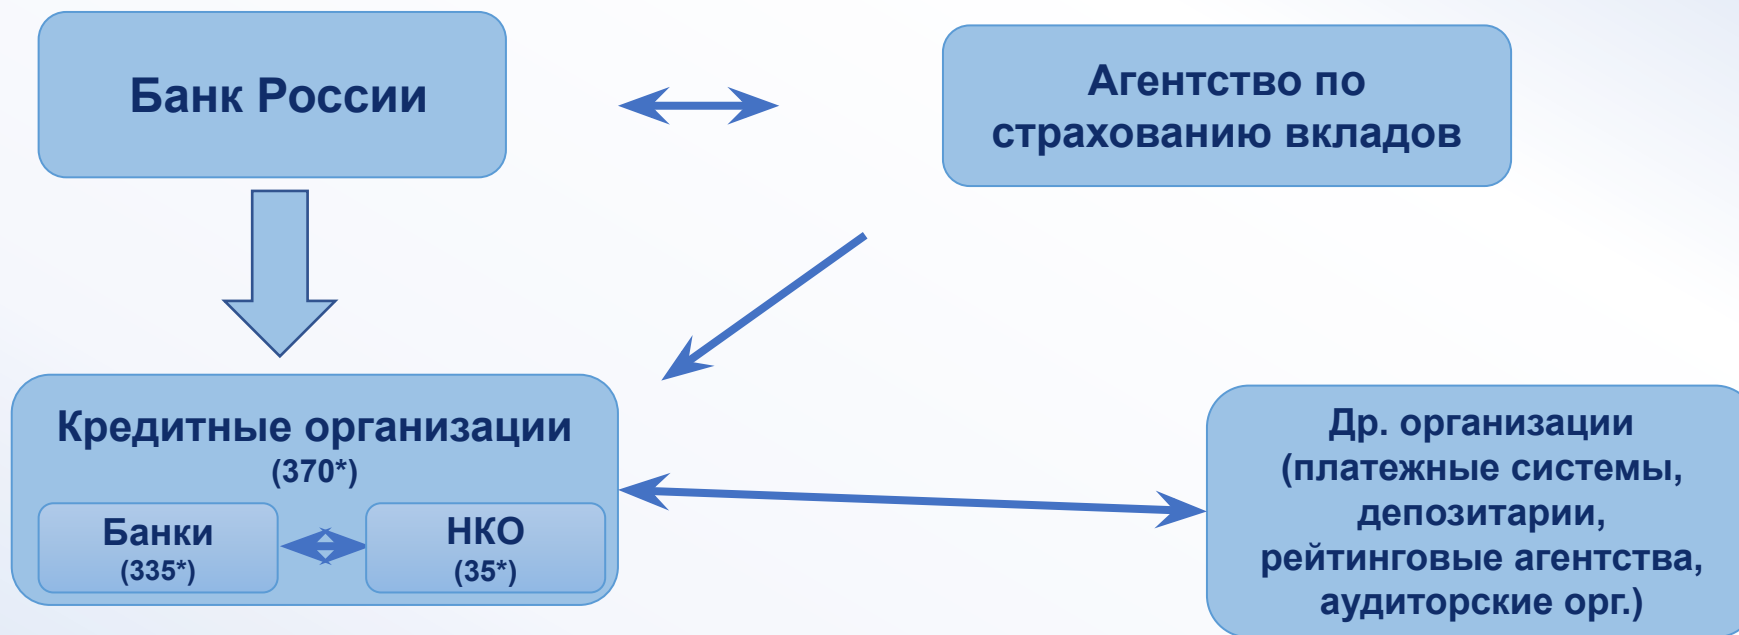 Банк России
Агентство по
страхованию вкладов
Кредитные организации
(370*)
Банки
(335*)
НКО
(35*)
Др. организации
(платежные системы,
депозитарии,
рейтинговые агентства,
аудиторские орг.)